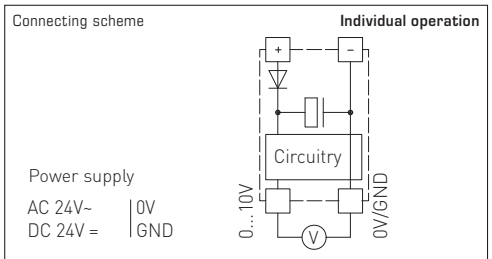 Connecting scheme
Individual operation
+ −
Circuitry
Power supply
AC 24V~ | 0V
DC 24V = | GND
0...10V
0V/GND
V